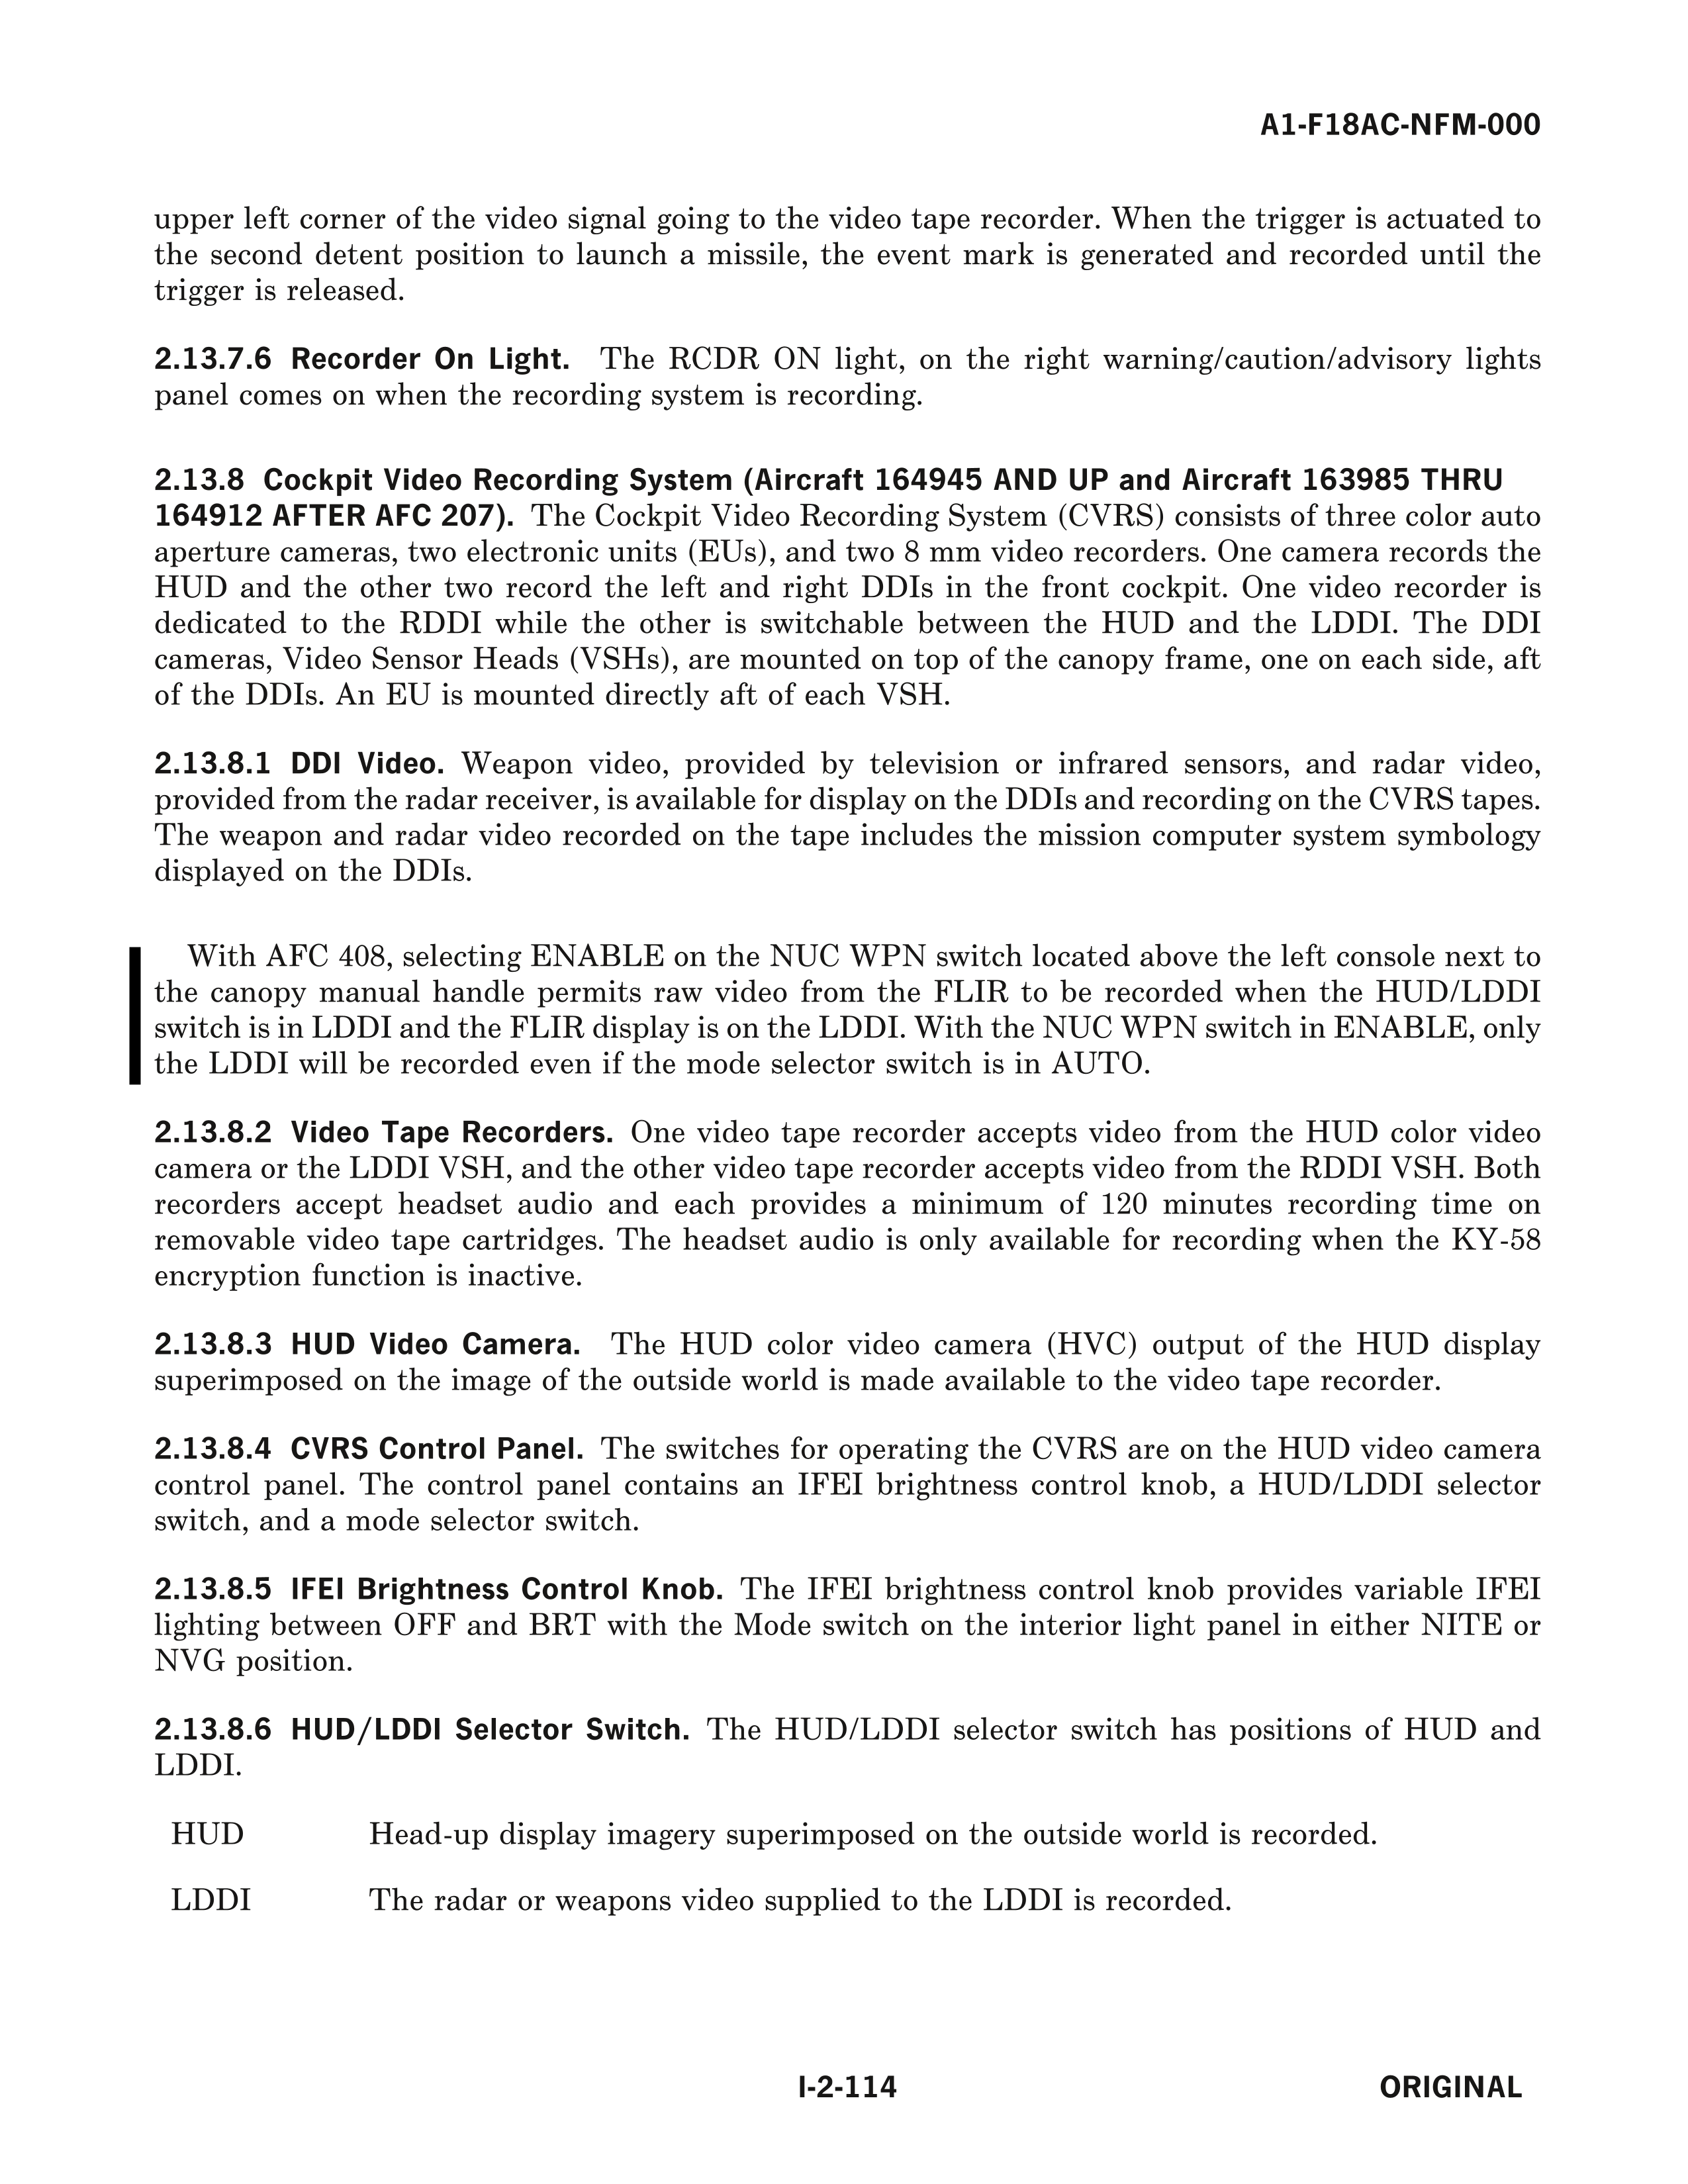 A1-F18AC-NFM-000
upper left corner of the video signal going to the video tape recorder. When the trigger is actuated to
the second detent position to launch a missile, the event mark is generated and recorded until the
trigger is released.
2.13.7.6 Recorder On Light. The RCDR ON light, on the right warning/caution/advisory lights
panel comes on when the recording system is recording.
2.13.8 Cockpit Video Recording System (Aircraft 164945 AND UP and Aircraft 163985 THRU
164912 AFTER AFC 207). The Cockpit Video Recording System (CVRS) consists of three color auto
aperture cameras, two electronic units (EUs), and two 8 mm video recorders. One camera records the
HUD and the other two record the left and right DDIs in the front cockpit. One video recorder is
dedicated to the RDDI while the other is switchable between the HUD and the LDDI. The DDI
cameras, Video Sensor Heads (VSHs), are mounted on top of the canopy frame, one on each side, aft
of the DDIs. An EU is mounted directly aft of each VSH.
2.13.8.1 DDI Video. Weapon video, provided by television or infrared sensors, and radar video,
provided from the radar receiver, is available for display on the DDIs and recording on the CVRS tapes.
The weapon and radar video recorded on the tape includes the mission computer system symbology
displayed on the DDIs.
With AFC 408, selecting ENABLE on the NUC WPN switch located above the left console next to
the canopy manual handle permits raw video from the FLIR to be recorded when the HUD/LDDI
switch is in LDDI and the FLIR display is on the LDDI. With the NUC WPN switch in ENABLE, only
the LDDI will be recorded even if the mode selector switch is in AUTO.
2.13.8.2 Video Tape Recorders. One video tape recorder accepts video from the HUD color video
camera or the LDDI VSH, and the other video tape recorder accepts video from the RDDI VSH. Both
recorders accept headset audio and each provides a minimum of 120 minutes recording time on
removable video tape cartridges. The headset audio is only available for recording when the KY-58
encryption function is inactive.
2.13.8.3 HUD Video Camera. The HUD color video camera (HVC) output of the HUD display
superimposed on the image of the outside world is made available to the video tape recorder.
2.13.8.4 CVRS Control Panel. The switches for operating the CVRS are on the HUD video camera
control panel. The control panel contains an IFEI brightness control knob, a HUD/LDDI selector
switch, and a mode selector switch.
2.13.8.5 IFEI Brightness Control Knob. The IFEI brightness control knob provides variable IFEI
lighting between OFF and BRT with the Mode switch on the interior light panel in either NITE or
NVG position.
2.13.8.6 HUD/LDDI Selector Switch. The HUD/LDDI selector switch has positions of HUD and
LDDI.
HUD Head-up display imagery superimposed on the outside world is recorded.
LDDI The radar or weapons video supplied to the LDDI is recorded.
I-2-114 ORIGINAL